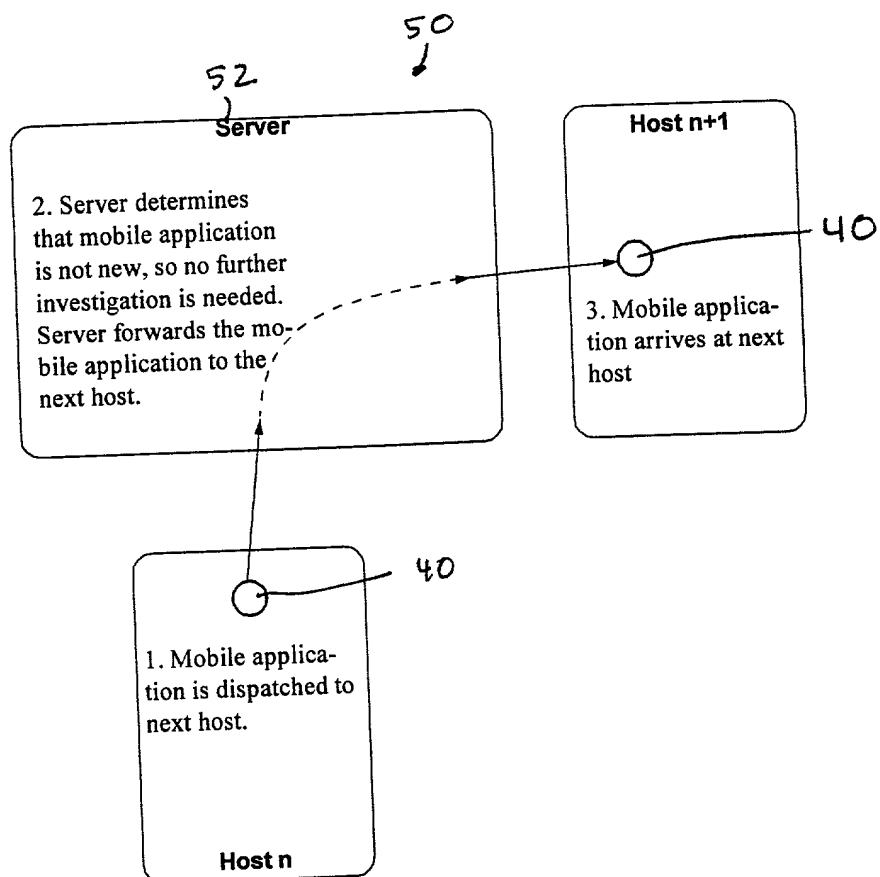 50
52
Server
2. Server determines
that mobile application
is not new, so no further
investigation is needed.
Server forwards the mo-
bile application to the
next host.
Host n+1
40
3. Mobile applica-
tion arrives at next
host
40
1. Mobile applica-
tion is dispatched to
next host.
Host n